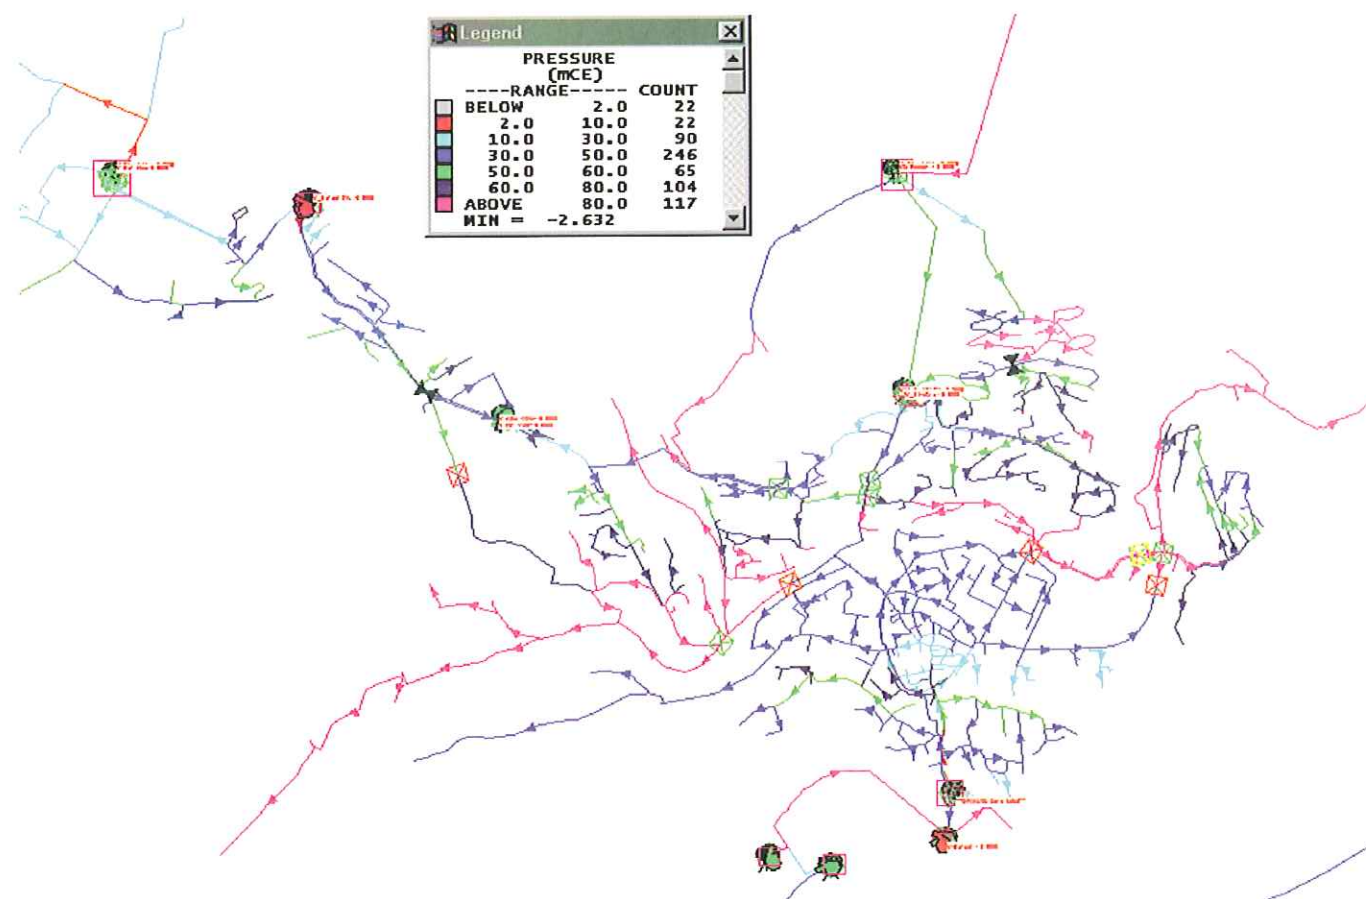 Legend
PRESSURE
(mCE)
----RANGE----- COUNT
BELOW 2.0 22
2.0 10.0 22
10.0 30.0 90
30.0 50.0 246
50.0 60.0 65
60.0 80.0 104
ABOVE 80.0 117
MIN = -2.632